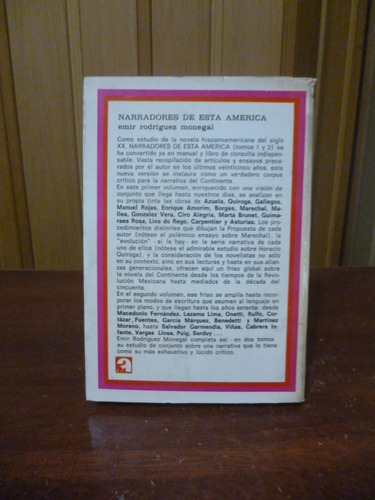 NARRADORES DE ESTA AMERICA
emir rodríguez monegal
Como estudio de la novela hispanoamericana del siglo
XX, NARRADORES DE ESTA AMERICA (tomos 1 y 2) se
ha convertido ya en manual y libro de consulta indispen-
sable. Vasta recopilación de artículos y ensayos prepa-
rados por el autor en los últimos veinticinco años, esta
nueva versión se instaura como un verdadero corpus
crítico para la narrativa del Continente.
En este primer volumen, enriquecido con una visión de
conjunto que llega hasta nuestros días, se analizan en
su propia tinta las obras de Azuela, Quiroga, Gallegos,
Manuel Rojas, Enrique Amorim, Borges, Marechal, Ma-
llea, Gonzalez Vera, Ciro Alegría, Marta Brunet, Guima-
raes Rosa, Lins do Rego, Carpentier y Asturias. Los pro-
cedimientos disímiles que dibujan la Propuesta de cada
autor (nótese el polémico ensayo sobre Marechal), la
"evolución" -si la hay- en la serie narrativa de cada
uno de ellos (nótese el admirable estudio sobre Horacio
Quiroga), y la consideración de los novelistas no sólo
en su contexto, sino en sus lecturas y hasta en sus alian-
zas generacionales, ofrecen aquí un friso global sobre
la novela del Continente desde los tiempos de la Revo-
lución Mexicana hasta mediados de la década del
cincuenta.
En el segundo volumen, ese friso se amplía hasta incor-
porar los modos de escritura que asumen al lenguaje en
primer plano, y que llegan hasta los años setenta desde
Macedonio Fernández, Lezama Lima, Onetti, Rulfo, Cor-
tázar, Fuentes, García Márquez, Benedetti y Martínez
Moreno, hasta Salvador Garmendia, Viñas, Cabrera In-
fante, Vargas Llosa, Puig, Sarduy...
Emir Rodríguez Monegal completa así -en dos tomos-
su estudio de conjunto sobre una narrativa que lo tiene
como su más exhaustivo y lúcido crítico.